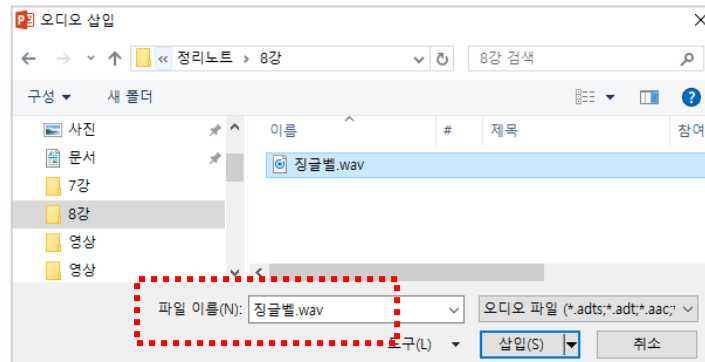 오디오 삽입
« 정리노트 › 8강
8강 검색
구성 새 폴더
사진
문서
7강
8강
영상
영상
이름 # 제목 참여
징글벨.wav
파일 이름(N): 징글벨.wav
오디오 파일 (*.adts;*.adt;*.aac;
도구(L) 삽입(S) 취소